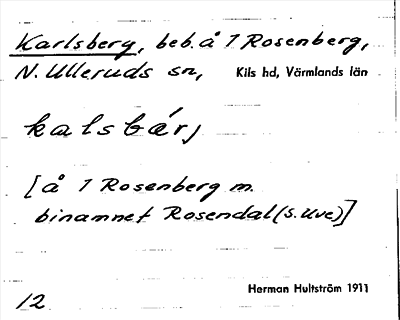 Karlsberg, beb. å 1 Rosenberg,
N. Ulleruds sn, Kils hd, Värmlands län
kalsbárj
[å 1 Rosenberg m.
binamnet Rosendal (s. uve)]
Herman Hultström 1911
12